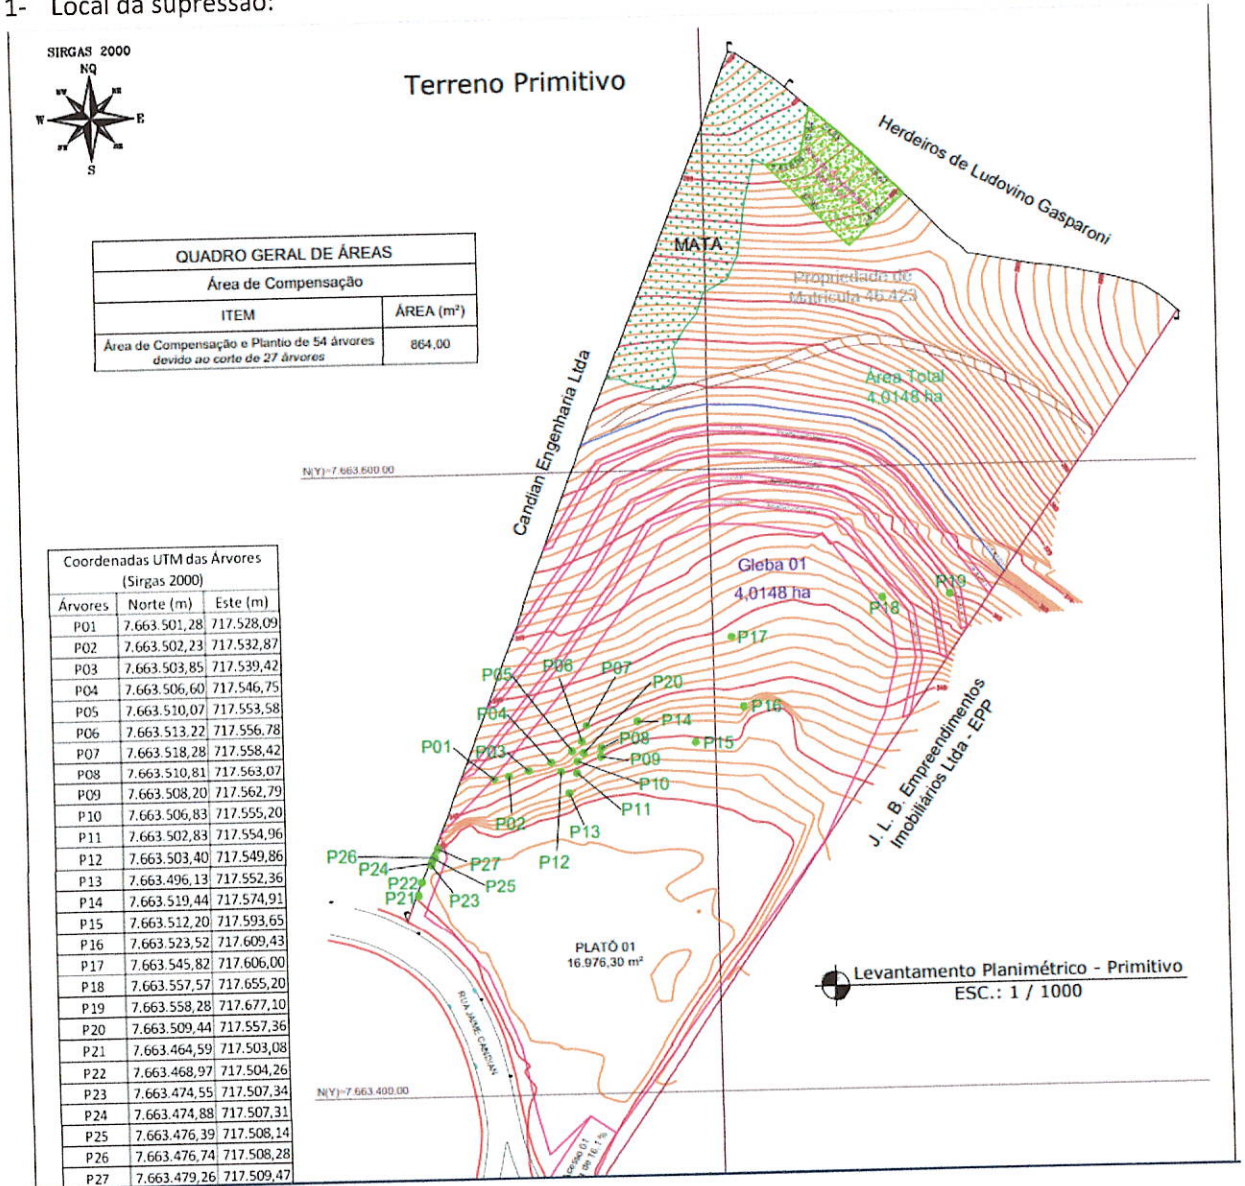 1- Local da supressão:
SIRGAS 2000
NQ
W
E
S
Terreno Primitivo
Herdeiros de Ludovino Gasparoni
QUADRO GERAL DE ÁREAS
Área de Compensação
ITEM ÁREA (m²)
Área de Compensação e Plantio de 54 árvores
devido ao corte de 27 árvores
864,00
MATA
Propriedade de
Matrícula 46.423
Área Total
4,0148 ha
Candian Engenharia Ltda
N(Y)=7.663.600.00
Gleba 01
4,0148 ha
Coordenadas UTM das Árvores
(Sirgas 2000)
Árvores Norte (m) Este (m)
P01 7.663.501,28 717.528,09
P02 7.663.502,23 717.532,87
P03 7.663.503,85 717.539,42
P04 7.663.506,60 717.546,75
P05 7.663.510,07 717.553,58
P06 7.663.513,22 717.556,78
P07 7.663.518,28 717.558,42
P08 7.663.510,81 717.563,07
P09 7.663.508,20 717.562,79
P10 7.663.506,83 717.555,20
P11 7.663.502,83 717.554,96
P12 7.663.503,40 717.549,86
P13 7.663.496,13 717.552,36
P14 7.663.519,44 717.574,91
P15 7.663.512,20 717.593,65
P16 7.663.523,52 717.609,43
P17 7.663.545,82 717.606,00
P18 7.663.557,57 717.655,20
P19 7.663.558,28 717.677,10
P20 7.663.509,44 717.557,36
P21 7.663.464,59 717.503,08
P22 7.663.468,97 717.504,26
P23 7.663.474,55 717.507,34
P24 7.663.474,88 717.507,31
P25 7.663.476,39 717.508,14
P26 7.663.476,74 717.508,28
P27 7.663.479,26 717.509,47
P19
P18
P17
P06
P07
P05
P20
P04
P14
P16
P01
P03
P08
P15
P09
P10
P02
P11
P13
P12
P26
P24
P27
P25
P22
P21
P23
J. L. B. Empreendimentos
Imobiliários Ltda - EPP
PLATÔ 01
16.976,30 m²
Levantamento Planimétrico - Primitivo
ESC.: 1 / 1000
RUA JAIME CANDIAN
N(Y)=7.663.400.00